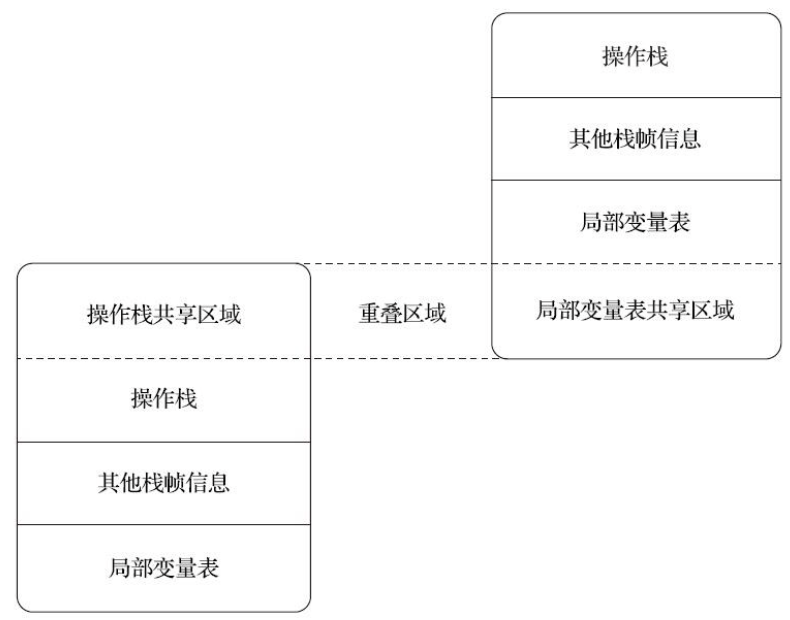 操作栈
其他栈帧信息
局部变量表
操作栈共享区域
重叠区域
局部变量表共享区域
操作栈
其他栈帧信息
局部变量表